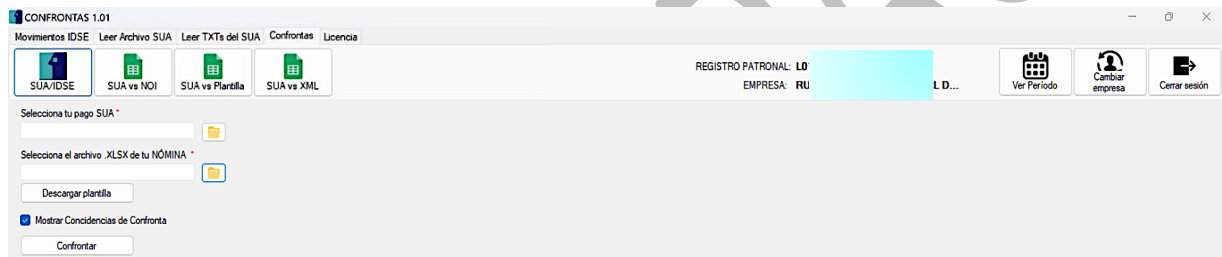 CONFRONTAS 1.01
Movimientos IDSE Leer Archivo SUA Leer TXTs del SUA Confrontas Licencia
SUA/IDSE SUA vs NOI SUA vs Plantilla SUA vs XML
REGISTRO PATRONAL: L0
EMPRESA: RU L D...
Ver Periodo Cambiar empresa Cerrar sesión
Selecciona tu pago SUA *
Selecciona el archivo .XLSX de tu NÓMINA *
Descargar plantilla
Mostrar Concidencias de Confronta
Confrontar